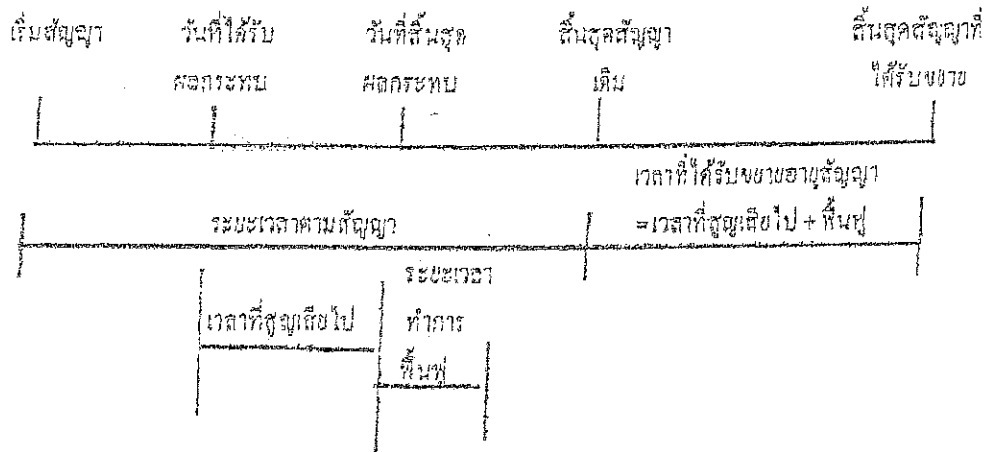 เริ่มสัญญา วันที่ได้รับ วันที่สิ้นสุด สิ้นสุดสัญญา สิ้นสุดสัญญาที่
ผลกระทบ ผลกระทบ เดิม ได้รับขยาย
เวลาที่ได้รับขยายอายุสัญญา
ระยะเวลาตามสัญญา =เวลาที่สูญเสียไป + ฟื้นฟู
ระยะเวลา
เวลาที่สูญเสียไป ทำการ
ฟื้นฟู